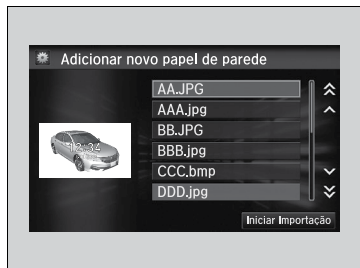 Adicionar novo papel de parede
AA.JPG
AAA.jpg
BB.JPG
BBB.jpg
12:34
CCC.bmp
DDD.jpg
Iniciar Importação